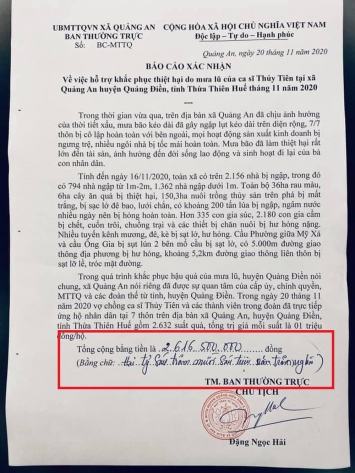 UBMTTQVN XÃ QUẢNG AN CỘNG HÒA XÃ HỘI CHỦ NGHĨA VIỆT NAM
BAN THƯỜNG TRỰC Độc lập – Tự do – Hạnh phúc
Số: BC-MTTQ
Quảng An, ngày 20 tháng 11 năm 2020
BÁO CÁO XÁC NHẬN
Về việc hỗ trợ khắc phục thiệt hại do mưa lũ của ca sĩ Thủy Tiên tại xã
Quảng An huyện Quảng Điền, tỉnh Thừa Thiên Huế tháng 11 năm 2020
Trong thời gian vừa qua, trên địa bàn xã Quảng An đã chịu ảnh hưởng
của thời tiết xấu, mưa bão kéo dài đã gây ngập lụt kéo dài trên diện rộng, 7/7
thôn bị cô lập hoàn toàn với bên ngoài, mọi hoạt động sản xuất kinh doanh bị
ngưng trệ, nhiều ngôi nhà bị tốc mái hoàn toàn. Mưa bão đã làm thiệt hại rất
lớn đến tài sản, ảnh hưởng đến đời sống lao động và sinh hoạt đi lại của bà
con nhân dân.
Tính đến ngày 16/11/2020, toàn xã có trên 2.156 nhà bị ngập, trong đó
có 794 nhà ngập từ 1m-2m, 1.362 nhà ngập dưới 1m. Toàn bộ 36ha rau màu,
6ha cây ăn quả bị thiệt hại, 150,3ha nuôi trồng thủy sản trên phá bị mất
trắng, bị sạc lở đê bao, lưới chắn, có khoảng 200 tấn lúa bị ngập, ngâm nước
nhiều ngày nên bị hỏng hoàn toàn. Hơn 335 con gia súc, 2.180 con gia cầm
bị chết, cuốn trôi, chuồng trại và các thiết bị chăn nuôi bị hư hỏng nặng.
Nhiều tuyến kênh mương, đê, kè bị sụt lở, hư hỏng. Cầu Phường giữa Mỹ Xá
và cầu Ông Gia bị sụt lún 2 bên mố cầu bị sạt lở, có 5.000m đường giao
thông địa phương bị hư hỏng, khoảng 5,2km đường giao thông liên thôn bị
sạt lở lề, tróc mặt đường.
Trong quá trình khắc phục hậu quả của mưa lũ, huyện Quảng Điền nói
chung, xã Quảng An nói riêng đã được sự quan tâm của cấp ủy, chính quyền,
MTTQ và các đoàn thể từ tỉnh, huyện Quảng Điền. Trong ngày 20 tháng 11
năm 2020 vợ chồng ca sĩ Thủy Tiên và các thành viên trong đoàn đã trực tiếp
ủng hộ nhân dân tại 7 thôn trên địa bàn xã Quảng An, huyện Quảng Điền,
tỉnh Thừa Thiên Huế gồm 2.632 suất quà, tổng trị giá mỗi suất là 01 triệu
đồng/hộ.
Tổng cộng bằng tiền là 2.616.500.000 đồng
(Bằng chữ: Hai tỷ sáu trăm mười sáu triệu năm trăm nghìn)
TM. BAN THƯỜNG TRỰC
CHỦ TỊCH
Đặng Ngọc Hải